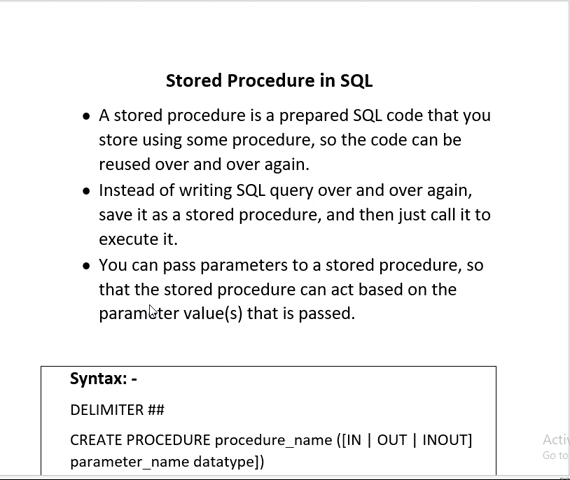 Stored Procedure in SQL
• A stored procedure is a prepared SQL code that you
store using some procedure, so the code can be
reused over and over again.
• Instead of writing SQL query over and over again,
save it as a stored procedure, and then just call it to
execute it.
• You can pass parameters to a stored procedure, so
that the stored procedure can act based on the
parameter value(s) that is passed.
Syntax: -
DELIMITER ##
CREATE PROCEDURE procedure_name ([IN | OUT | INOUT]
parameter_name datatype])
Activ
Go to